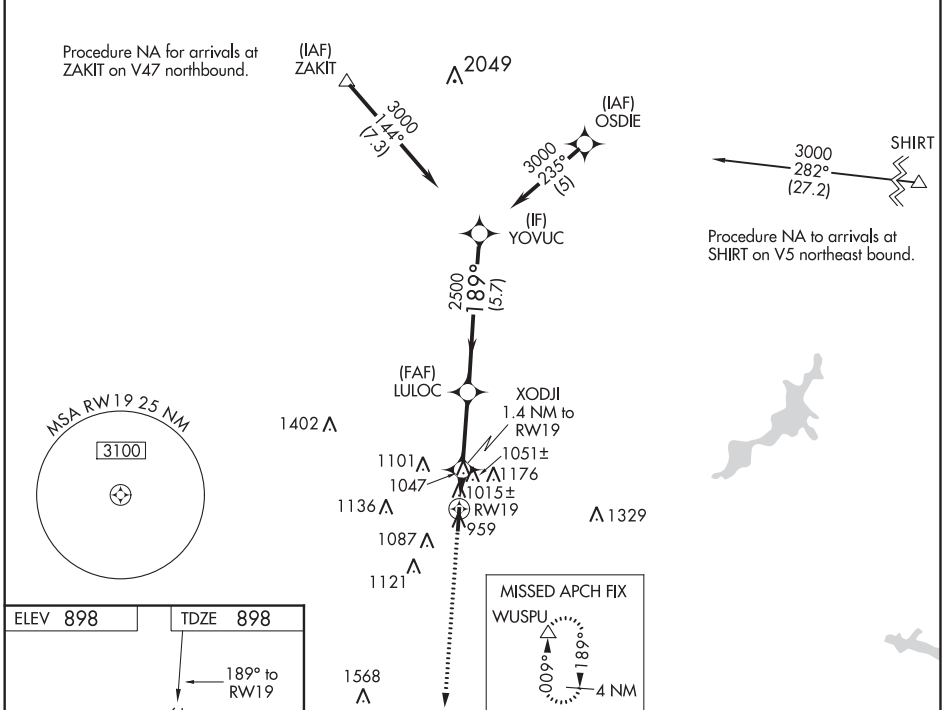 Procedure NA for arrivals at
ZAKIT on V47 northbound.
(IAF)
ZAKIT
3000
144°
(7.3)
2049
(IAF)
OSDIE
3000
235°
(5)
SHIRT
3000
282°
(27.2)
Procedure NA to arrivals at
SHIRT on V5 northeast bound.
(IF)
YOVUC
2500
189°
(5.7)
(FAF)
LULOC
XODJI
1.4 NM to
RW19
MSA RW19 25 NM
3100
1402
1101
1047
1051±
1176
1015±
RW19
959
1136
1087
1121
1329
1568
ELEV 898
TDZE 898
189° to
RW19
MISSED APCH FIX
WUSPU
009°
189°
4 NM